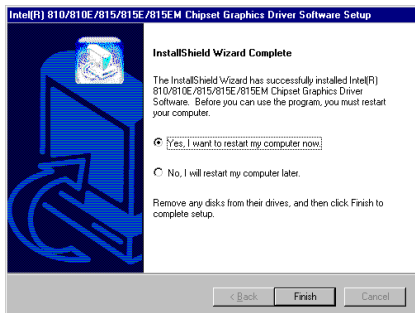 Intel(R) 810/810E/815/815E/815EM Chipset Graphics Driver Software Setup
InstallShield Wizard Complete
The InstallShield Wizard has successfully installed Intel(R)
810/810E/815/815E/815EM Chipset Graphics Driver
Software. Before you can use the program, you must restart
your computer.
Yes, I want to restart my computer now.
No, I will restart my computer later.
Remove any disks from their drives, and then click Finish to
complete setup.
< Back
Finish
Cancel